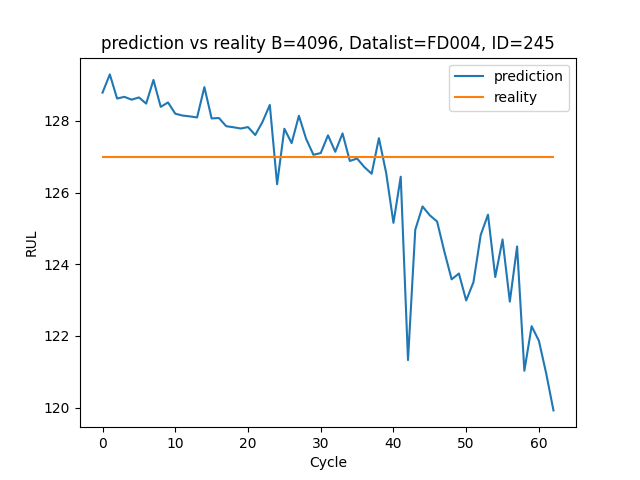 prediction vs reality B=4096, Datalist=FD004, ID=245
prediction
reality
128
126
124
122
120
RUL
0 10 20 30 40 50 60
Cycle